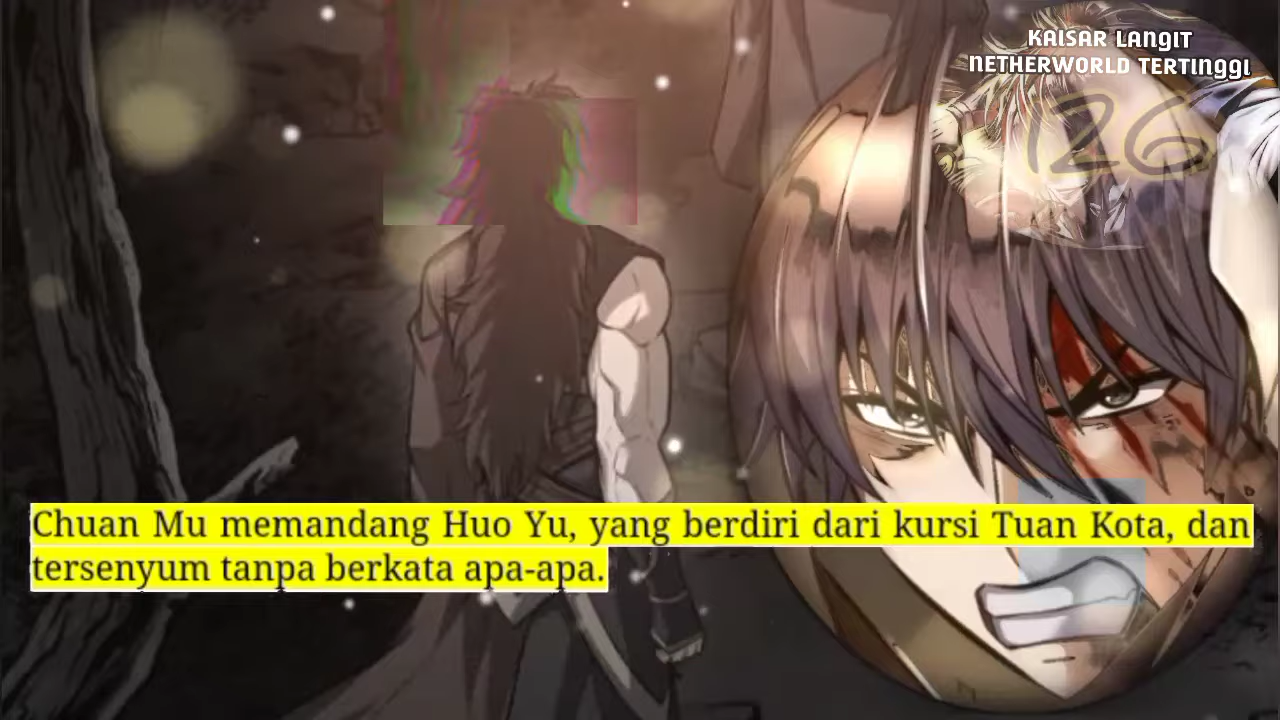 KAISAR LANGIT
NETHERWORLD TERTINGGI
126
Chuan Mu memandang Huo Yu, yang berdiri dari kursi Tuan Kota, dan
tersenyum tanpa berkata apa-apa.